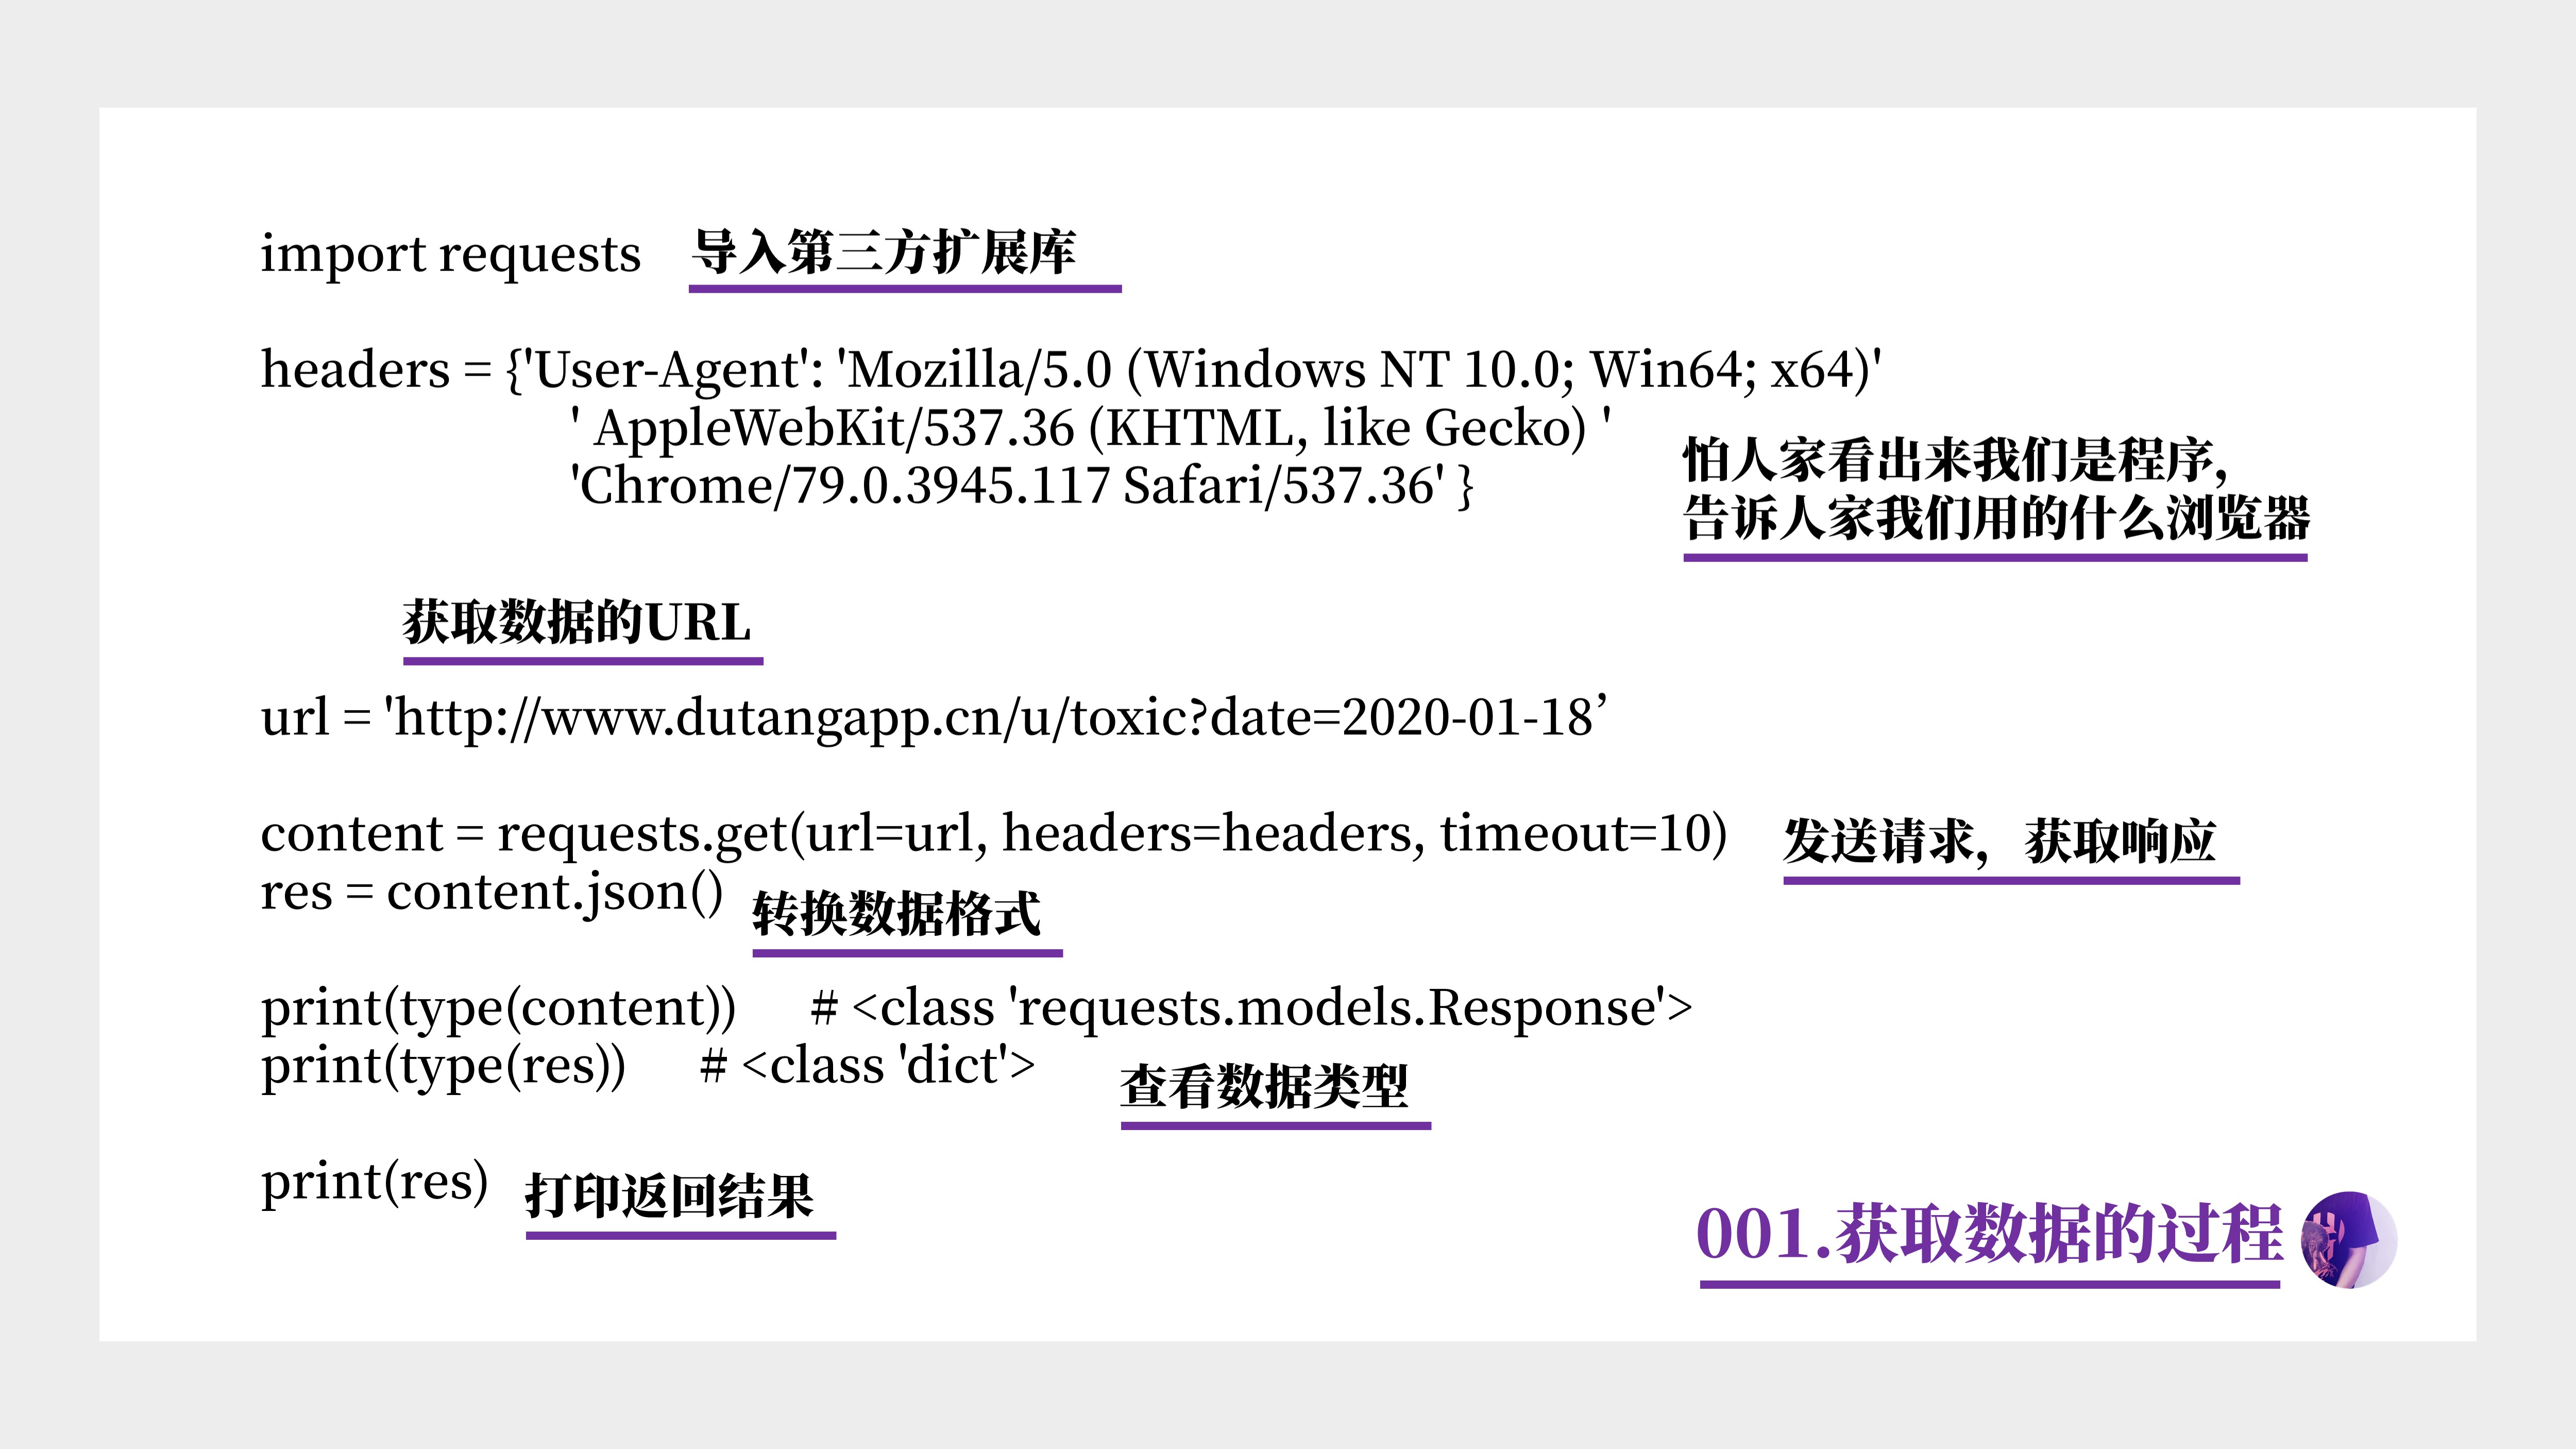 import requests 导入第三方扩展库
headers = {'User-Agent': 'Mozilla/5.0 (Windows NT 10.0; Win64; x64)'
' AppleWebKit/537.36 (KHTML, like Gecko) '
'Chrome/79.0.3945.117 Safari/537.36' }
怕人家看出来我们是程序，
告诉人家我们用的什么浏览器
获取数据的URL
url = 'http://www.dutangapp.cn/u/toxic?date=2020-01-18’
content = requests.get(url=url, headers=headers, timeout=10) 发送请求，获取响应
res = content.json() 转换数据格式
print(type(content)) # <class 'requests.models.Response'>
print(type(res)) # <class 'dict'> 查看数据类型
print(res) 打印返回结果
001.获取数据的过程